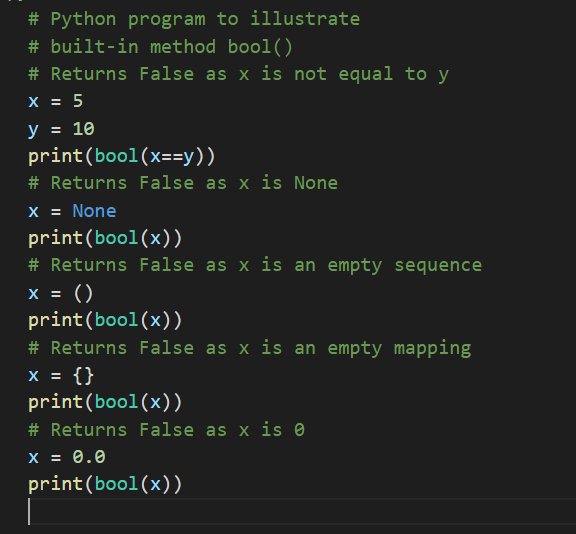 # Python program to illustrate
# built-in method bool()
# Returns False as x is not equal to y
x = 5
y = 10
print(bool(x==y))
# Returns False as x is None
x = None
print(bool(x))
# Returns False as x is an empty sequence
x = ()
print(bool(x))
# Returns False as x is an empty mapping
x = {}
print(bool(x))
# Returns False as x is 0
x = 0.0
print(bool(x))